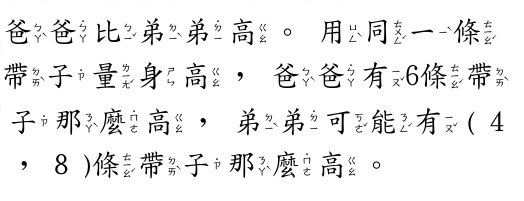 爸爸比弟弟高。用同一條
帶子量身高，爸爸有6條帶
子那麼高，弟弟可能有(4
，8)條帶子那麼高。